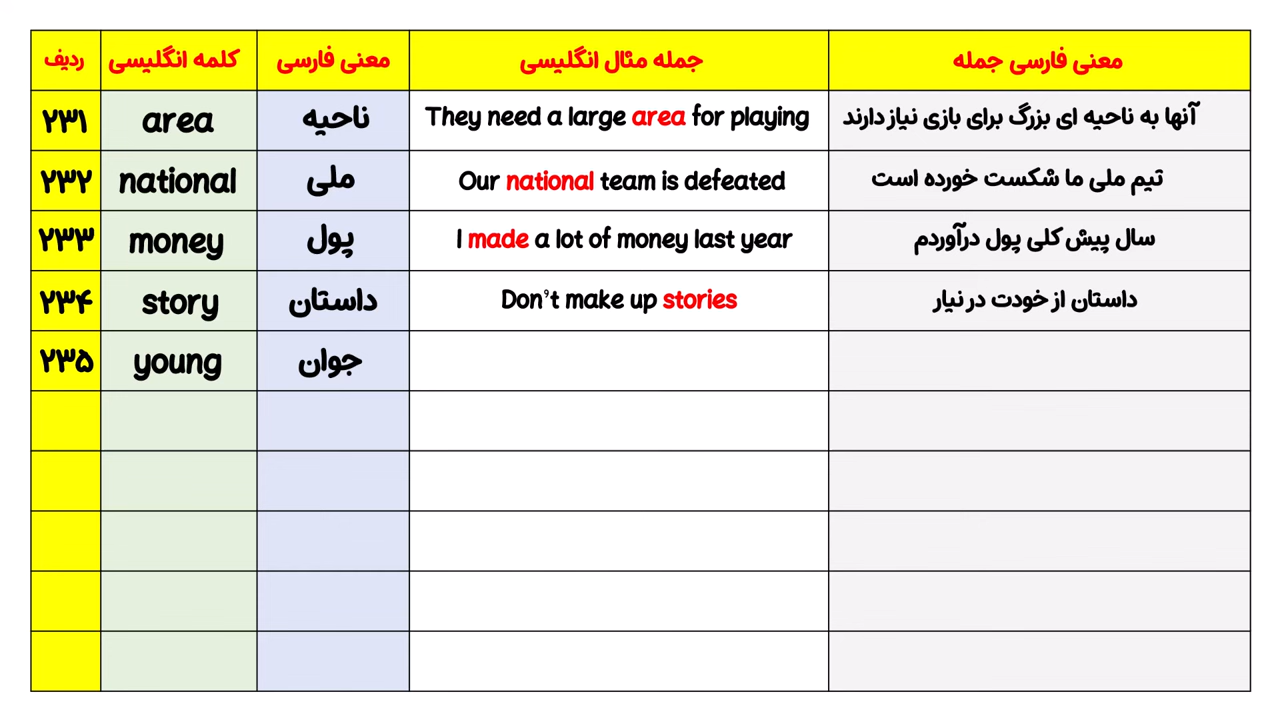 ردیف کلمه انگلیسی معنی فارسی جمله مثال انگلیسی معنی فارسی جمله
۲۳۱ area ناحیه They need a large area for playing آنها به ناحیه ای بزرگ برای بازی نیاز دارند
۲۳۲ national ملی Our national team is defeated تیم ملی ما شکست خورده است
۲۳۳ money پول I made a lot of money last year سال پیش کلی پول درآوردم
۲۳۴ story داستان Don't make up stories داستان از خودت در نیار
۲۳۵ young جوان